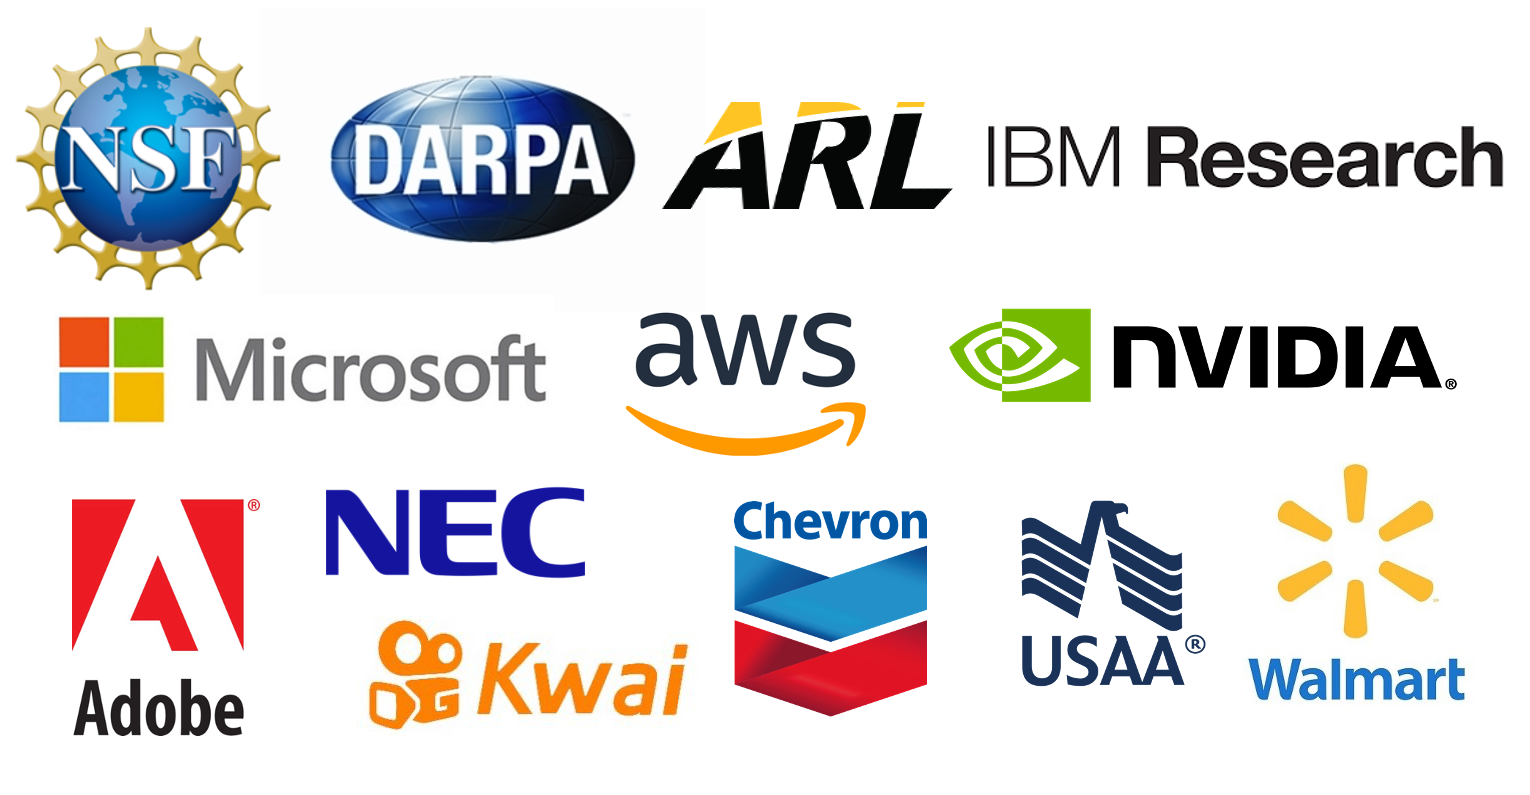 NSF
DARPA
ARL
IBM Research
Microsoft
aws
NVIDIA®
Adobe®
NEC
Kwai
Chevron
USAA®
Walmart